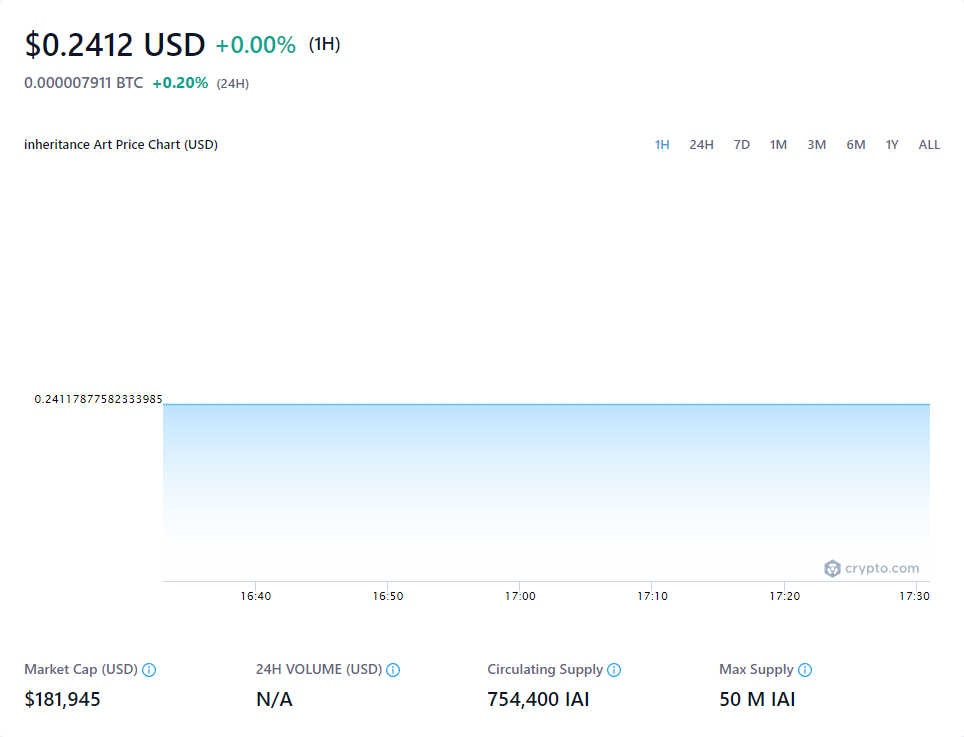 $0.2412 USD +0.00% (1H)
0.000007911 BTC +0.20% (24H)
inheritance Art Price Chart (USD) 1H 24H 7D 1M 3M 6M 1Y ALL
0.24117877582333985
crypto.com
16:40 16:50 17:00 17:10 17:20 17:30
Market Cap (USD) 24H VOLUME (USD) Circulating Supply Max Supply
$181,945 N/A 754,400 IAI 50 M IAI